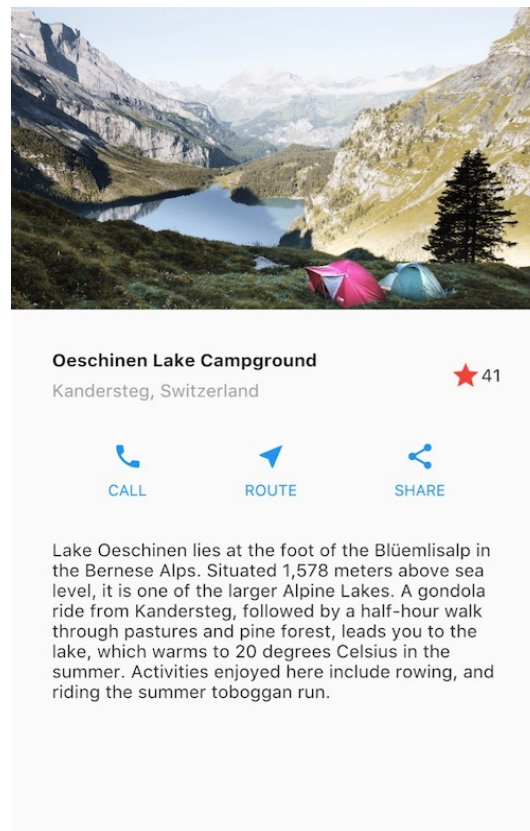 Oeschinen Lake Campground
Kandersteg, Switzerland
41
CALL ROUTE SHARE
Lake Oeschinen lies at the foot of the Blüemlisalp in
the Bernese Alps. Situated 1,578 meters above sea
level, it is one of the larger Alpine Lakes. A gondola
ride from Kandersteg, followed by a half-hour walk
through pastures and pine forest, leads you to the
lake, which warms to 20 degrees Celsius in the
summer. Activities enjoyed here include rowing, and
riding the summer toboggan run.